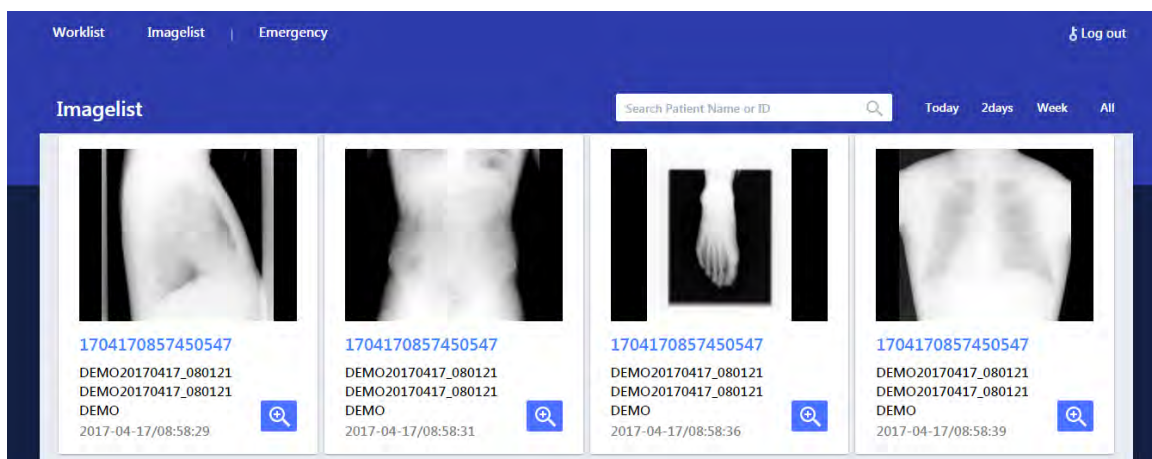 Worklist Imagelist | Emergency Log out
Imagelist Search Patient Name or ID Today 2days Week All
1704170857450547
DEMO20170417_080121
DEMO20170417_080121
DEMO
2017-04-17/08:58:29
1704170857450547
DEMO20170417_080121
DEMO20170417_080121
DEMO
2017-04-17/08:58:31
1704170857450547
DEMO20170417_080121
DEMO20170417_080121
DEMO
2017-04-17/08:58:36
1704170857450547
DEMO20170417_080121
DEMO20170417_080121
DEMO
2017-04-17/08:58:39